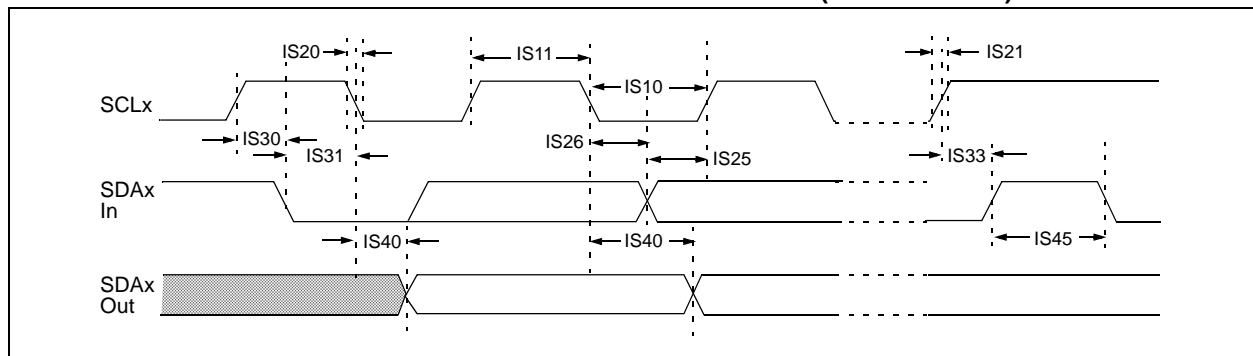 IS20
IS11
IS21
SCLx
IS10
IS30
IS31
IS26
IS25
IS33
SDAx
In
IS40
IS40
IS45
SDAx
Out